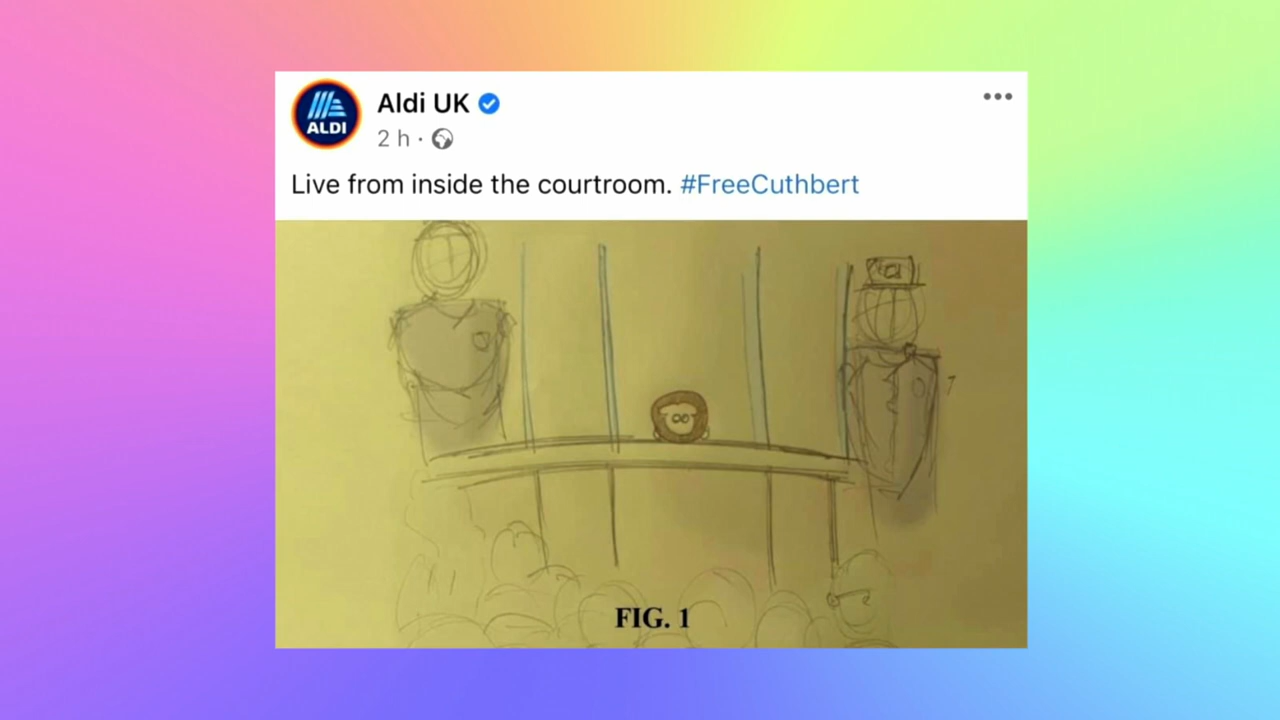 Aldi UK
ALDI
2 h ·
Live from inside the courtroom. #FreeCuthbert
FIG. 1